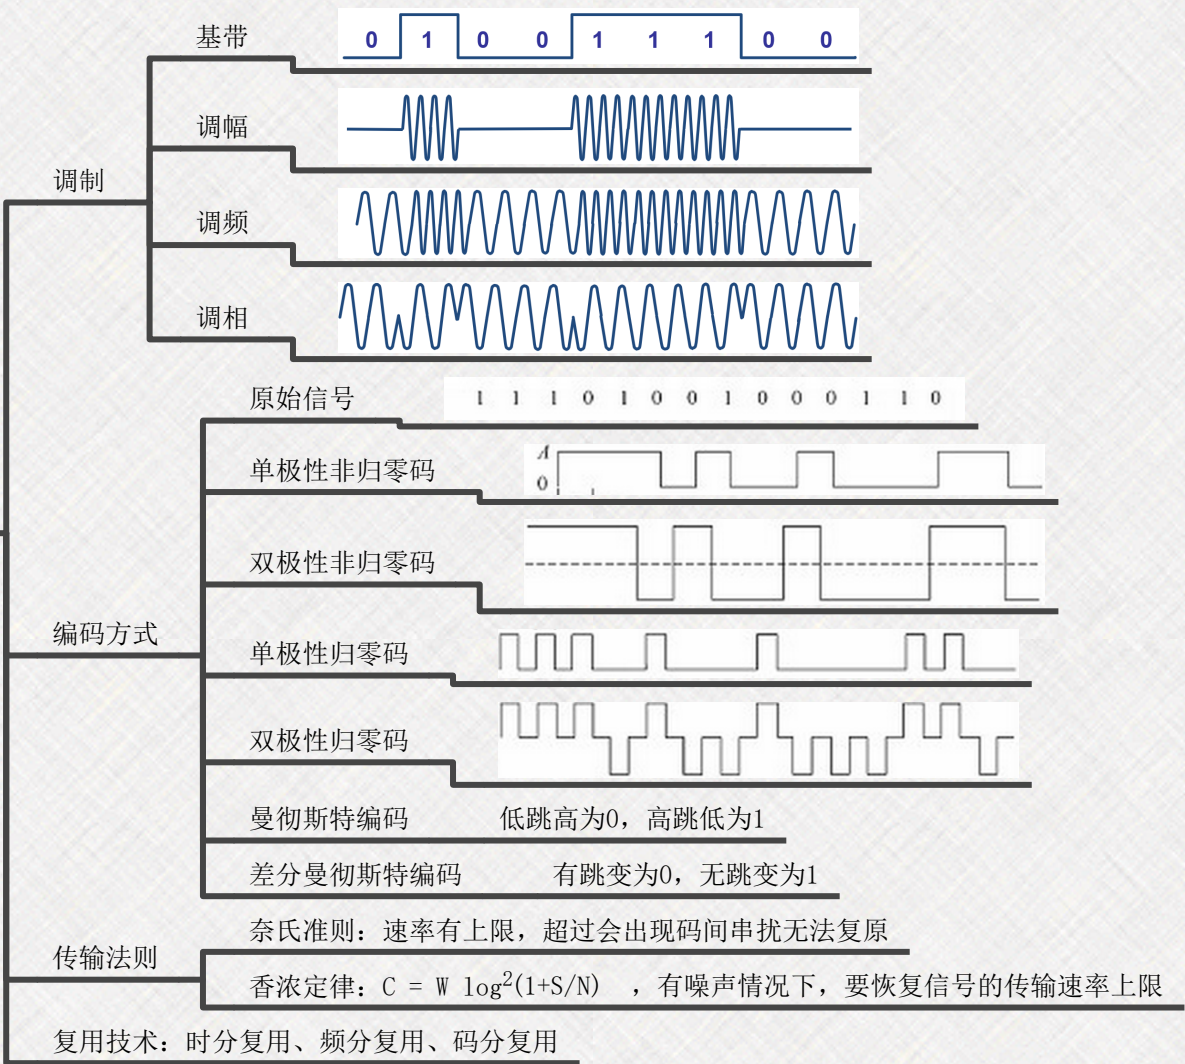 基带
0 1 0 0 1 1 1 0 0
调幅
调制
调频
调相
原始信号
1 1 1 0 1 0 0 1 0 0 0 1 1 0
单极性非归零码
A
0
双极性非归零码
编码方式
单极性归零码
双极性归零码
曼彻斯特编码 低跳高为0，高跳低为1
差分曼彻斯特编码 有跳变为0，无跳变为1
奈氏准则：速率有上限，超过会出现码间串扰无法复原
传输法则
香浓定律：C = W log²(1+S/N) ，有噪声情况下，要恢复信号的传输速率上限
复用技术：时分复用、频分复用、码分复用